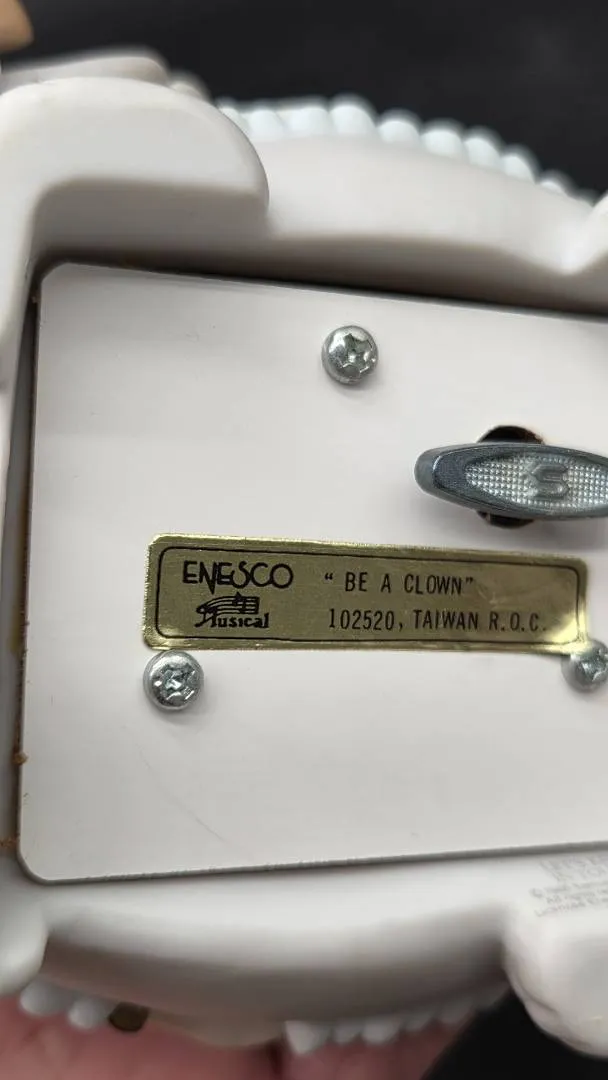 ENESCO "BE A CLOWN"
Musical 102520, TAIWAN R.O.C.
S